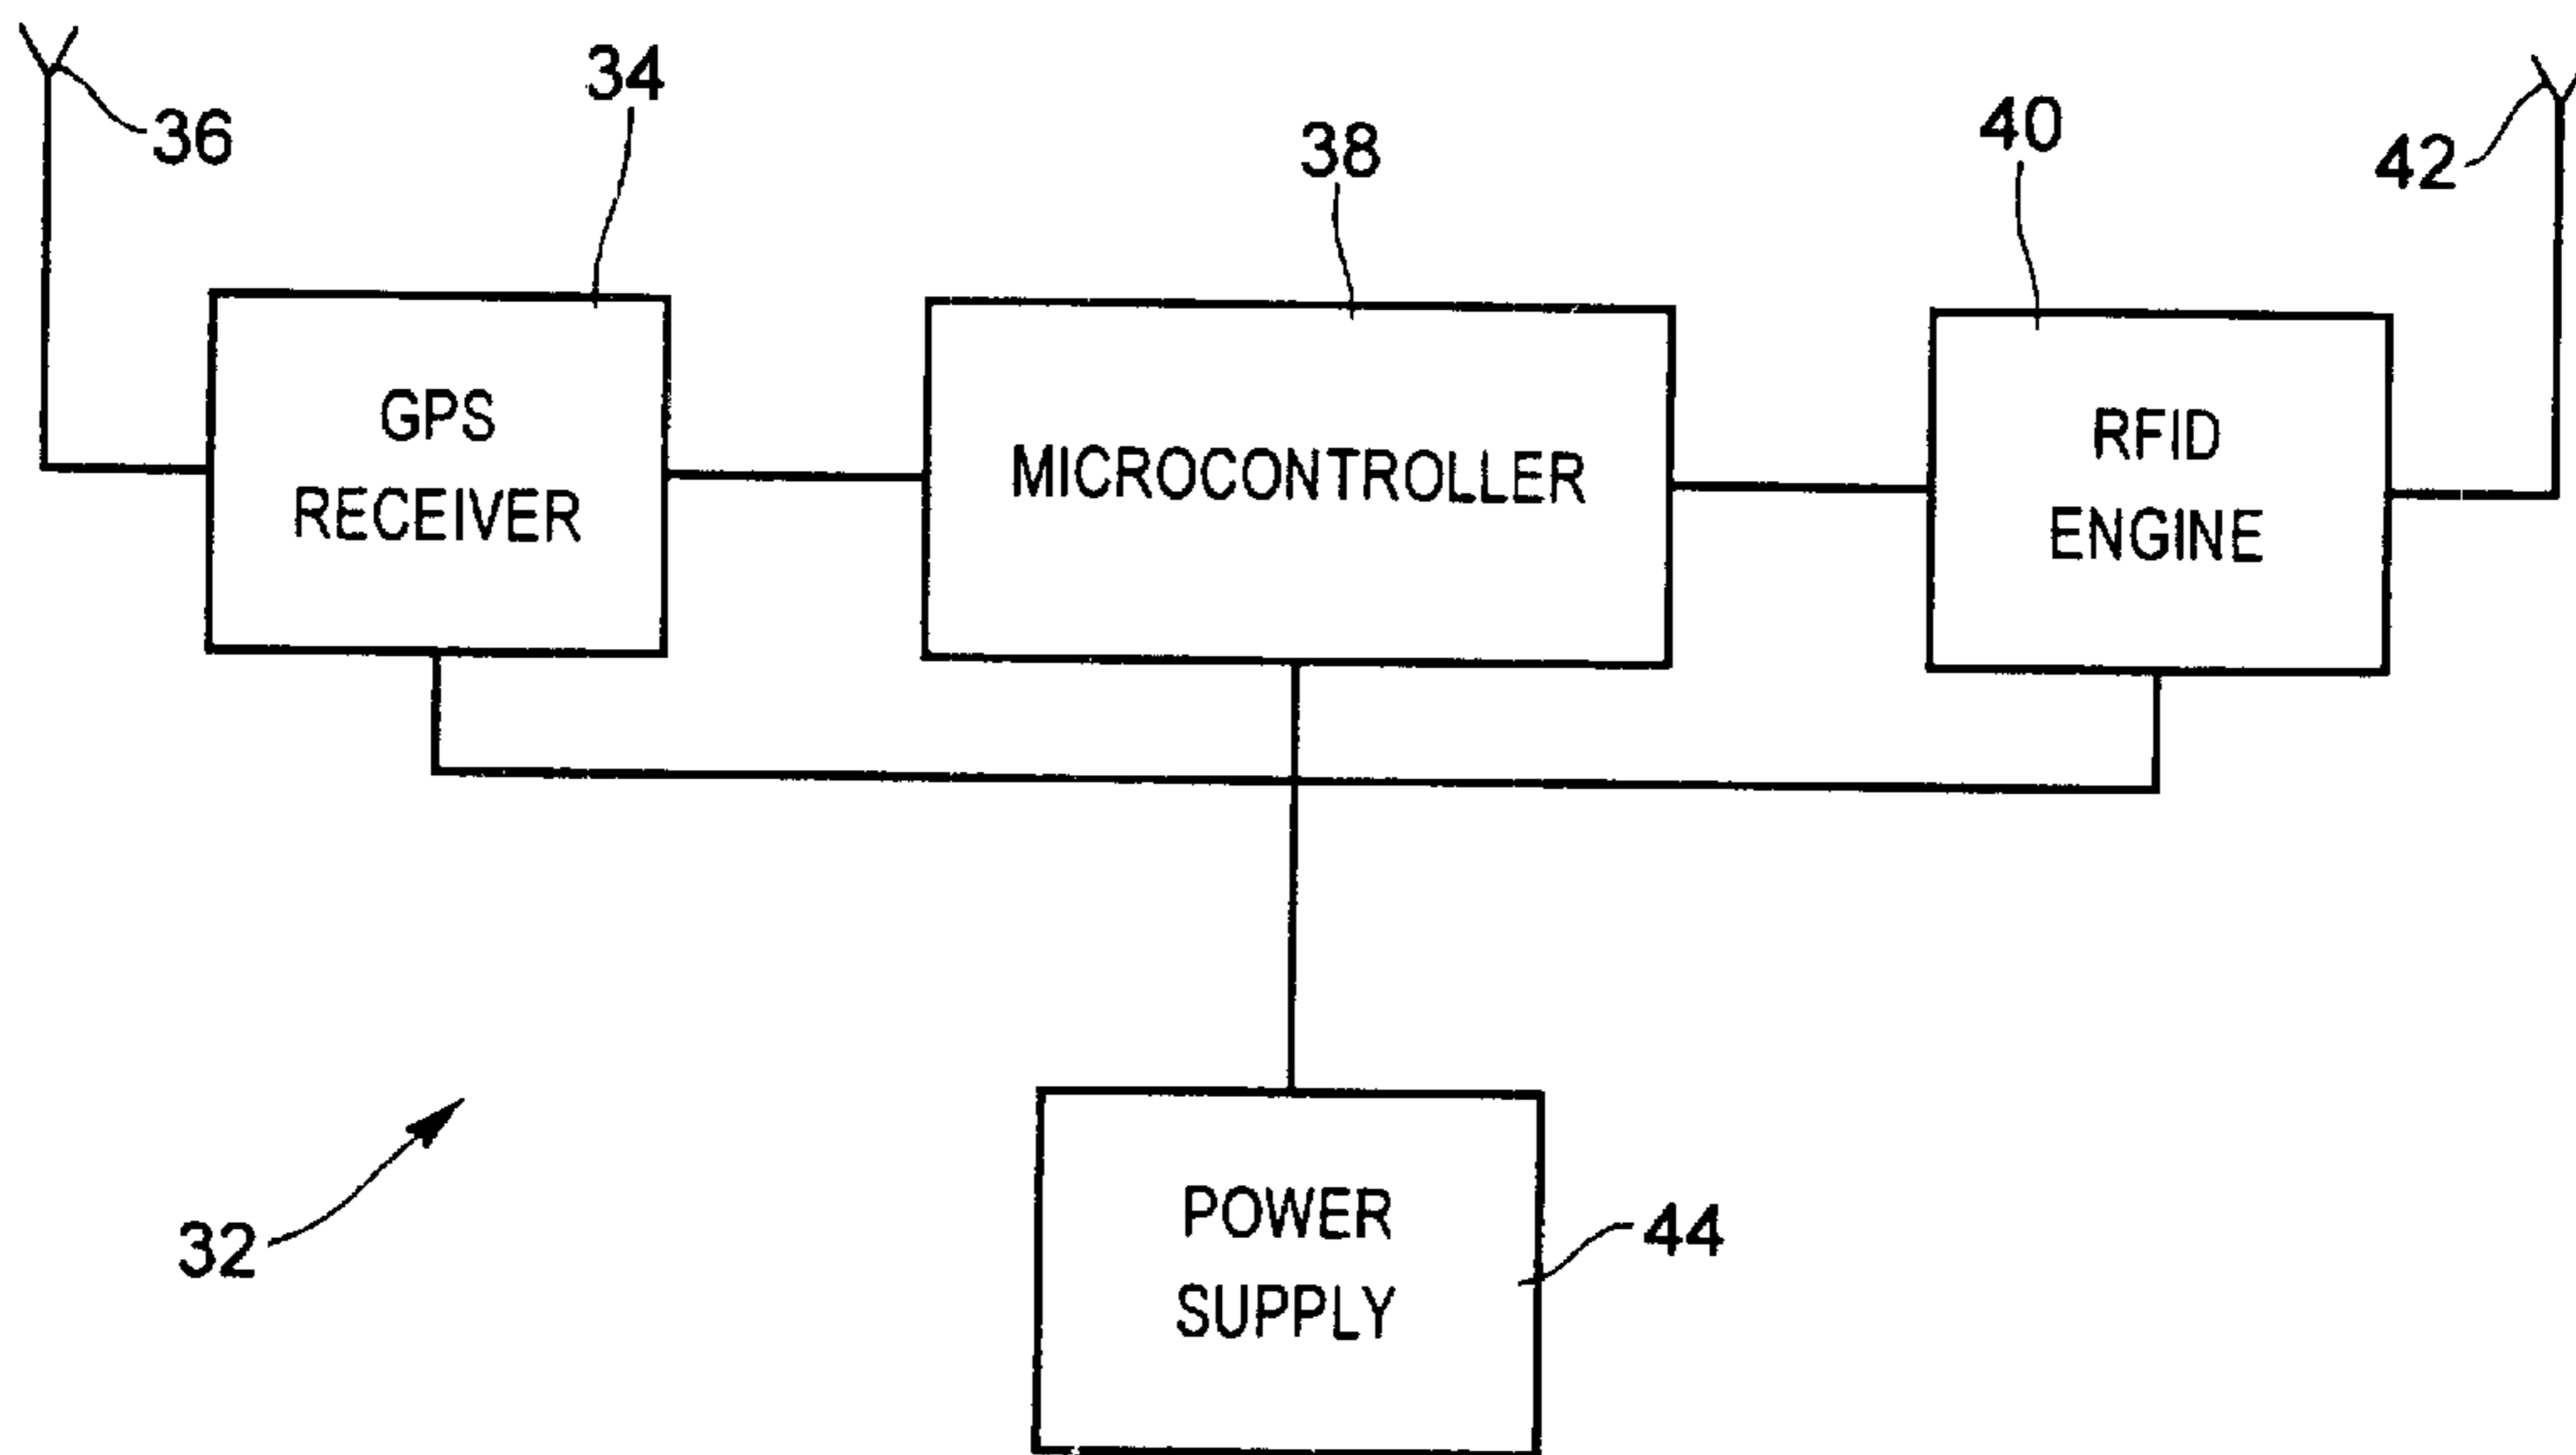 36
34
38
40
42
GPS
RECEIVER
MICROCONTROLLER
RFID
ENGINE
32
POWER
SUPPLY
44